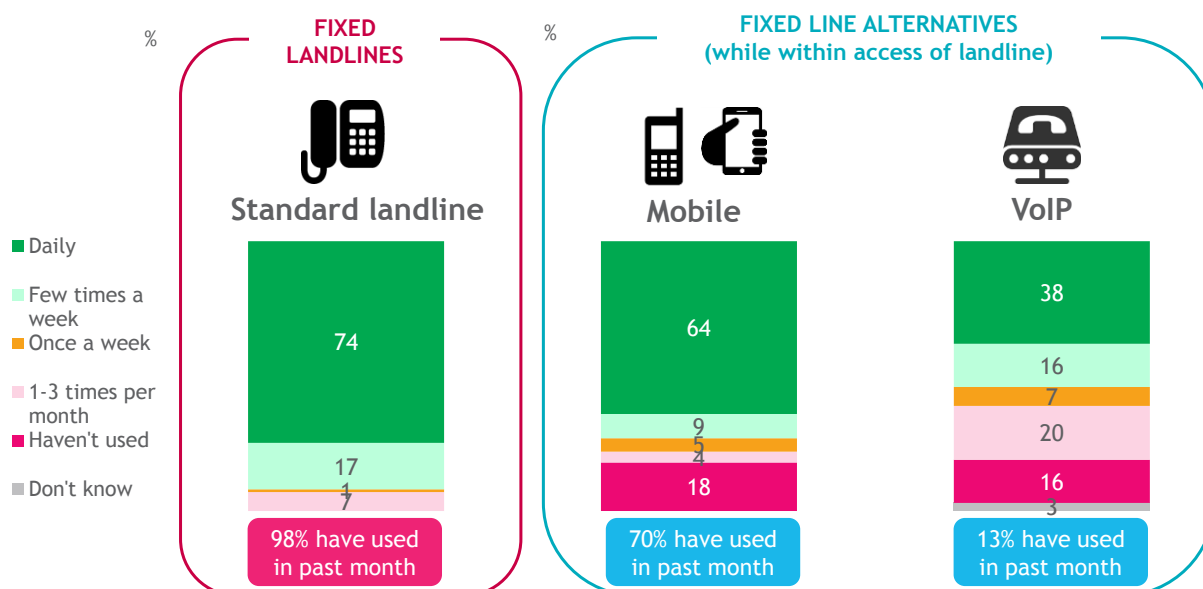 %
FIXED
LANDLINES
%
FIXED LINE ALTERNATIVES
(while within access of landline)
Standard landline
Mobile
VoIP
Daily
Few times a
week
Once a week
1-3 times per
month
Haven't used
Don't know
74
17
1
7
64
9
5
4
18
38
16
7
20
16
3
98% have used
in past month
70% have used
in past month
13% have used
in past month